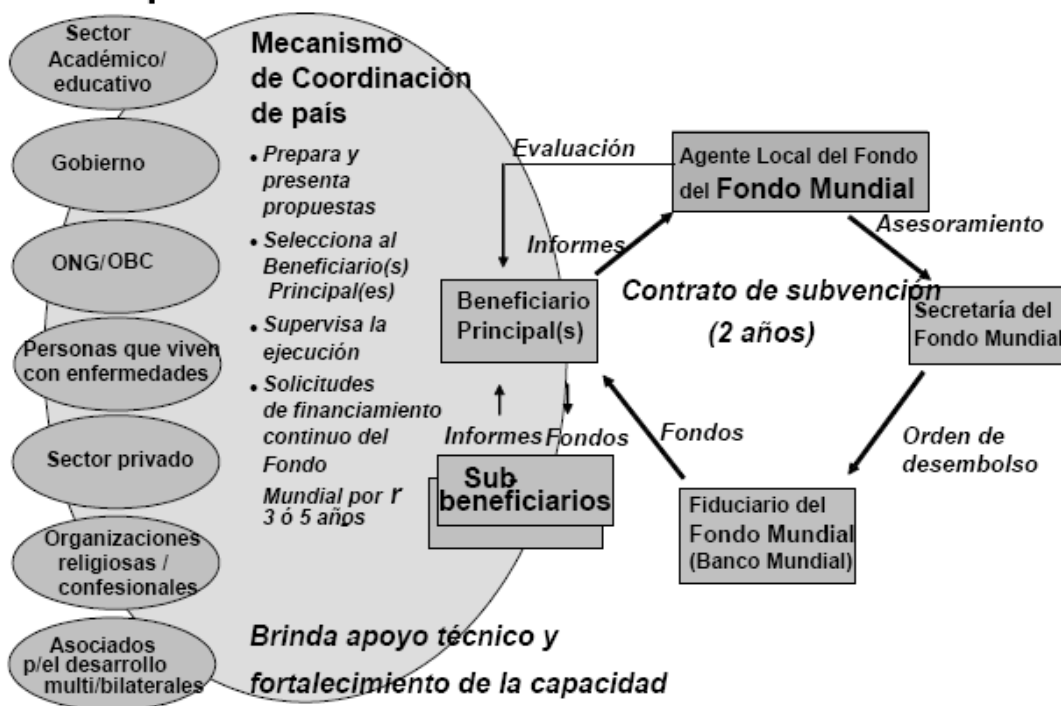 Sector
Académico/
educativo
Gobierno
ONG/OBC
Personas que viven
con enfermedades
Sector privado
Organizaciones
religiosas /
confesionales
Asociados
p/el desarrollo
multi/bilaterales
Mecanismo
de Coordinación
de país
• Prepara y
presenta
propuestas
• Selecciona al
Beneficiario(s)
Principal(es)
• Supervisa la
ejecución
• Solicitudes
de financiamiento
continuo del
Fondo
Mundial por r
3 ó 5 años
Brinda apoyo técnico y
fortalecimiento de la capacidad
Evaluación
Informes
Beneficiario
Principal(s)
Informes
Fondos
Sub-
beneficiarios
Agente Local del Fondo
del Fondo Mundial
Asesoramiento
Contrato de subvención
(2 años)
Secretaría del
Fondo Mundial
Orden de
desembolso
Fondos
Fiduciario del
Fondo Mundial
(Banco Mundial)